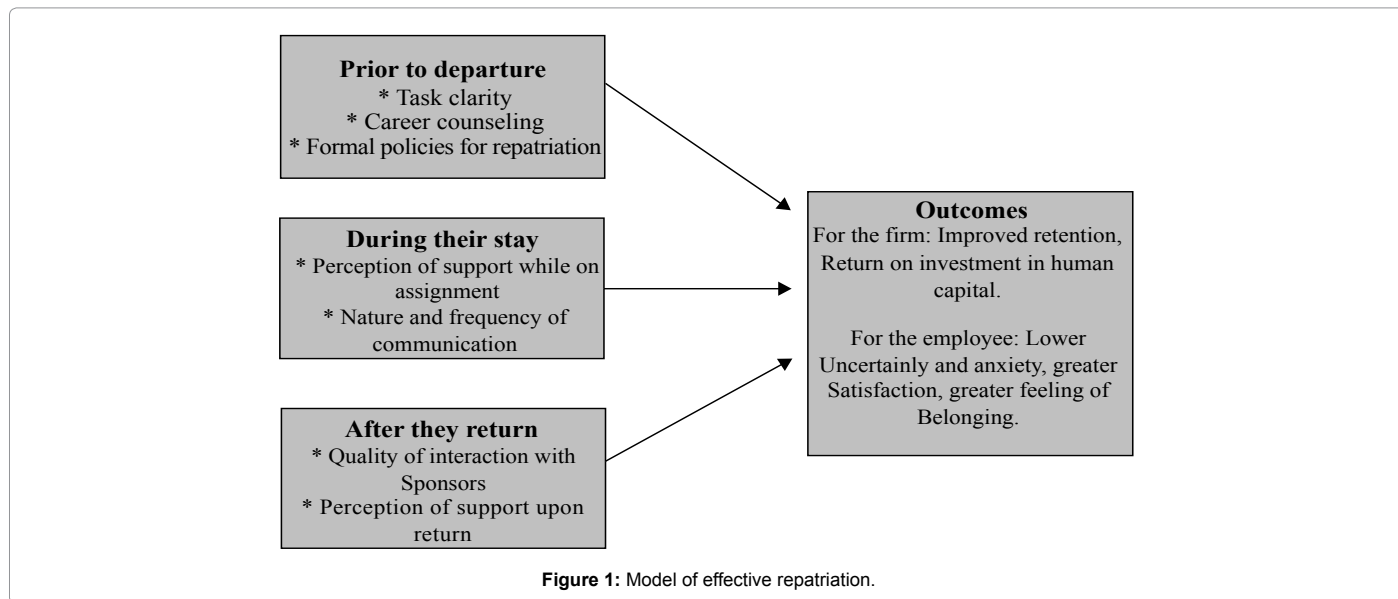 Prior to departure
* Task clarity
* Career counseling
* Formal policies for repatriation
During their stay
* Perception of support while on
assignment
* Nature and frequency of
communication
After they return
* Quality of interaction with
Sponsors
* Perception of support upon
return
Outcomes
For the firm: Improved retention,
Return on investment in human
capital.
For the employee: Lower
Uncertainly and anxiety, greater
Satisfaction, greater feeling of
Belonging.
Figure 1: Model of effective repatriation.